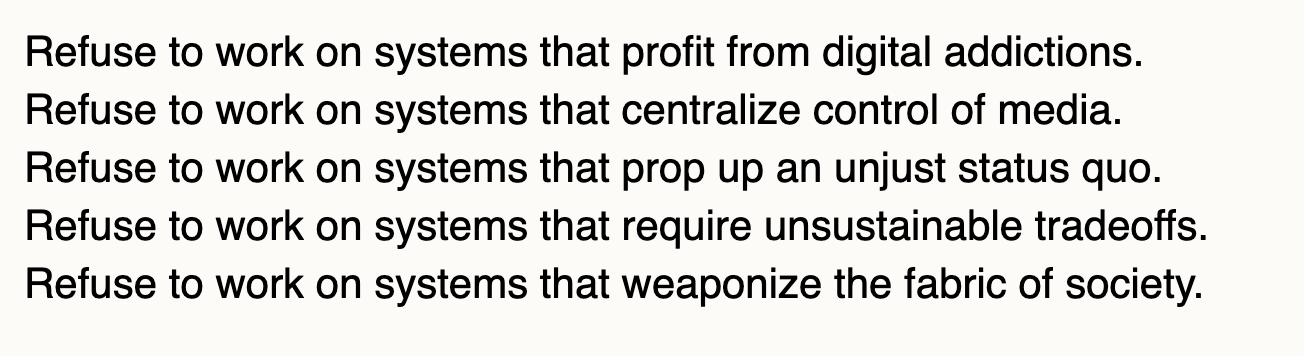 Refuse to work on systems that profit from digital addictions.
Refuse to work on systems that centralize control of media.
Refuse to work on systems that prop up an unjust status quo.
Refuse to work on systems that require unsustainable tradeoffs.
Refuse to work on systems that weaponize the fabric of society.